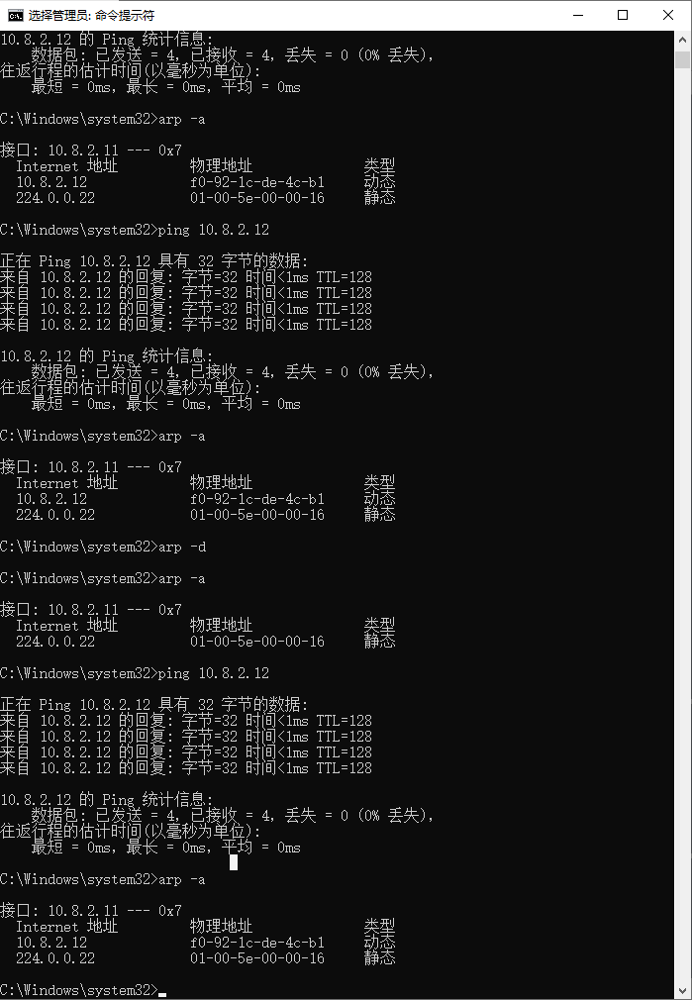 选择管理员: 命令提示符
10.8.2.12 的 Ping 统计信息:
数据包: 已发送 = 4，已接收 = 4，丢失 = 0 (0% 丢失)，
往返行程的估计时间(以毫秒为单位):
最短 = 0ms，最长 = 0ms，平均 = 0ms
C:\Windows\system32>arp -a
接口: 10.8.2.11 --- 0x7
Internet 地址 物理地址 类型
10.8.2.12 f0-92-1c-de-4c-b1 动态
224.0.0.22 01-00-5e-00-00-16 静态
C:\Windows\system32>ping 10.8.2.12
正在 Ping 10.8.2.12 具有 32 字节的数据:
来自 10.8.2.12 的回复: 字节=32 时间<1ms TTL=128
来自 10.8.2.12 的回复: 字节=32 时间<1ms TTL=128
来自 10.8.2.12 的回复: 字节=32 时间<1ms TTL=128
来自 10.8.2.12 的回复: 字节=32 时间<1ms TTL=128
10.8.2.12 的 Ping 统计信息:
数据包: 已发送 = 4，已接收 = 4，丢失 = 0 (0% 丢失)，
往返行程的估计时间(以毫秒为单位):
最短 = 0ms，最长 = 0ms，平均 = 0ms
C:\Windows\system32>arp -a
接口: 10.8.2.11 --- 0x7
Internet 地址 物理地址 类型
10.8.2.12 f0-92-1c-de-4c-b1 动态
224.0.0.22 01-00-5e-00-00-16 静态
C:\Windows\system32>arp -d
C:\Windows\system32>arp -a
接口: 10.8.2.11 --- 0x7
Internet 地址 物理地址 类型
224.0.0.22 01-00-5e-00-00-16 静态
C:\Windows\system32>ping 10.8.2.12
正在 Ping 10.8.2.12 具有 32 字节的数据:
来自 10.8.2.12 的回复: 字节=32 时间<1ms TTL=128
来自 10.8.2.12 的回复: 字节=32 时间<1ms TTL=128
来自 10.8.2.12 的回复: 字节=32 时间<1ms TTL=128
来自 10.8.2.12 的回复: 字节=32 时间<1ms TTL=128
10.8.2.12 的 Ping 统计信息:
数据包: 已发送 = 4，已接收 = 4，丢失 = 0 (0% 丢失)，
往返行程的估计时间(以毫秒为单位):
最短 = 0ms，最长 = 0ms，平均 = 0ms
C:\Windows\system32>arp -a
接口: 10.8.2.11 --- 0x7
Internet 地址 物理地址 类型
10.8.2.12 f0-92-1c-de-4c-b1 动态
224.0.0.22 01-00-5e-00-00-16 静态
C:\Windows\system32>